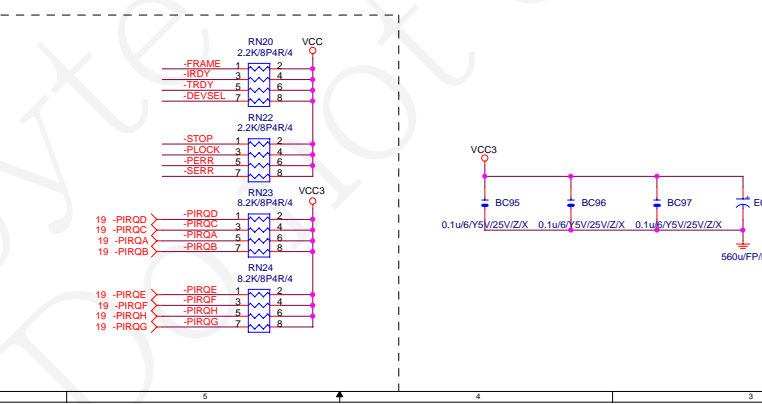 RN20
VCC
2.2K/8P4R/4
-FRAME 1 2
-IRDY 3 4
-TRDY 5 6
-DEVSEL 7 8
RN22
2.2K/8P4R/4
-STOP 1 2
-PLOCK 3 4
-PERR 5 6
-SERR 7 8
RN23
VCC3
8.2K/8P4R/4
19 -PIRQD -PIRQD 1 2
19 -PIRQC -PIRQC 3 4
19 -PIRQA -PIRQA 5 6
19 -PIRQB -PIRQB 7 8
RN24
8.2K/8P4R/4
19 -PIRQE -PIRQE 1 2
19 -PIRQF -PIRQF 3 4
19 -PIRQH -PIRQH 5 6
19 -PIRQG -PIRQG 7 8
VCC3
BC95 BC96 BC97
+
0.1u/6/Y5V/25V/Z/X 0.1u/6/Y5V/25V/Z/X 0.1u/6/Y5V/25V/Z/X
560u/FP/
5 4 3
Do not